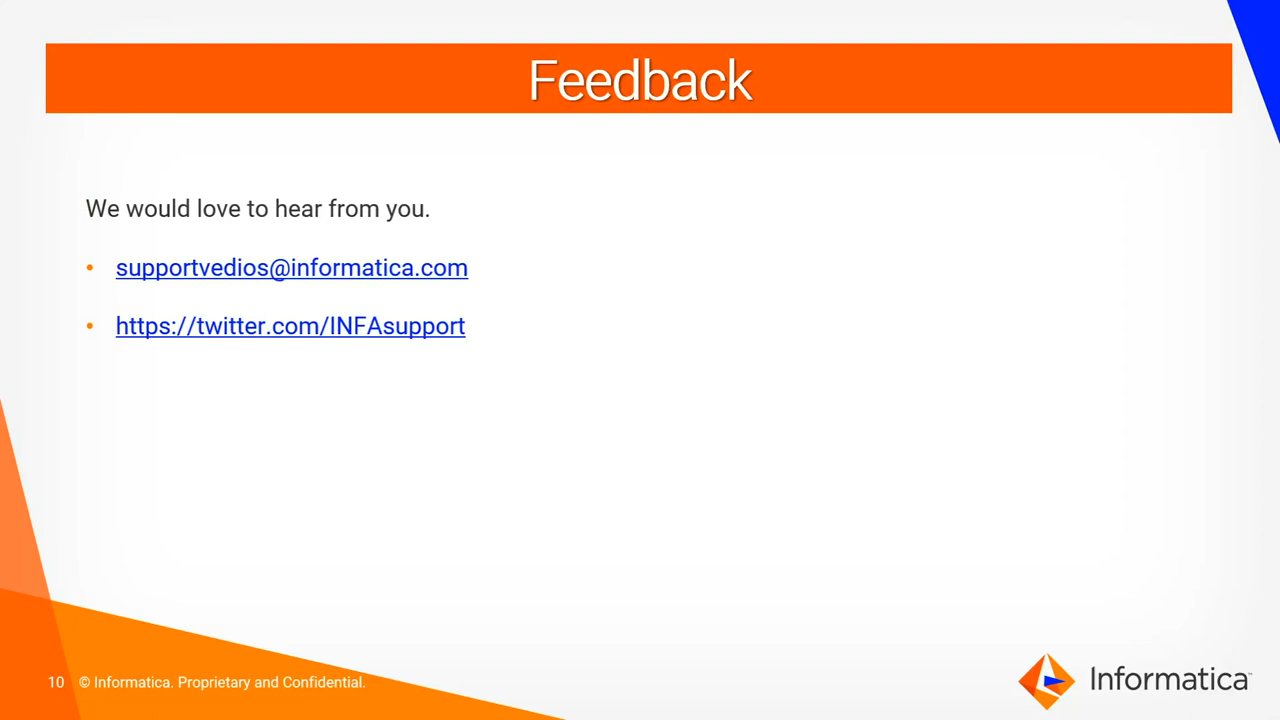 Feedback
We would love to hear from you.
• supportvedios@informatica.com
• https://twitter.com/INFAsupport
10 © Informatica. Proprietary and Confidential.
Informatica™